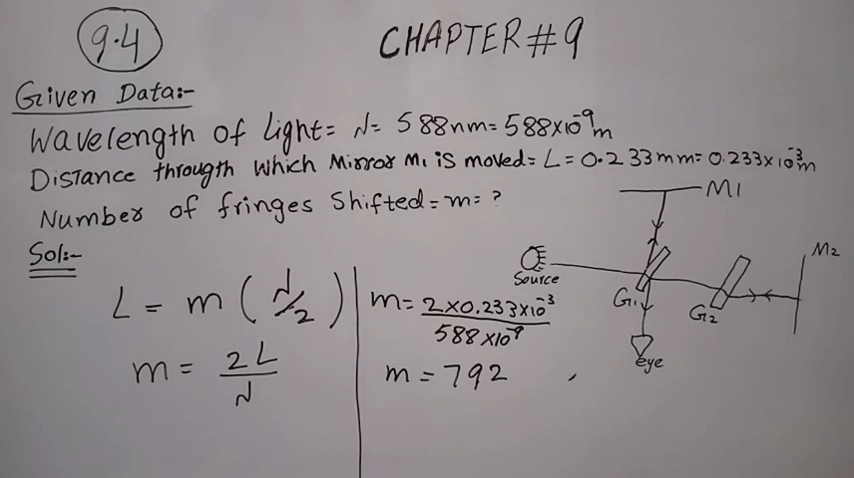 9.4
CHAPTER # 9
Given Data:-
Wavelength of light = λ = 588nm = 588×10⁻⁹m
Distance througth which Mirror M₁ is moved = L = 0.233mm = 0.233×10⁻³m
Number of fringes Shifted = m = ?
Sol:-
L = m (λ/2)
m = 2L/λ
m = 2×0.233×10⁻³/588×10⁻⁹
m = 792
M1
M2
Source
G₁
G₂
eye